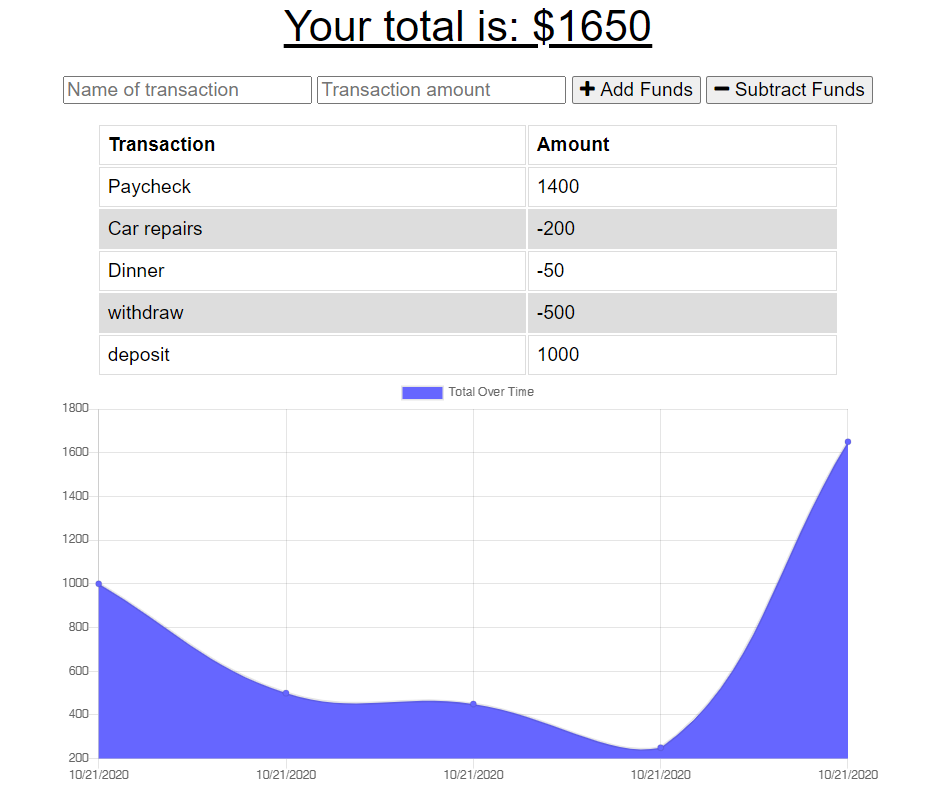 Your total is: $1650
Name of transaction Transaction amount + Add Funds − Subtract Funds
Transaction Amount
Paycheck 1400
Car repairs -200
Dinner -50
withdraw -500
deposit 1000
Total Over Time
1800
1600
1400
1200
1000
800
600
400
200
10/21/2020 10/21/2020 10/21/2020 10/21/2020 10/21/2020